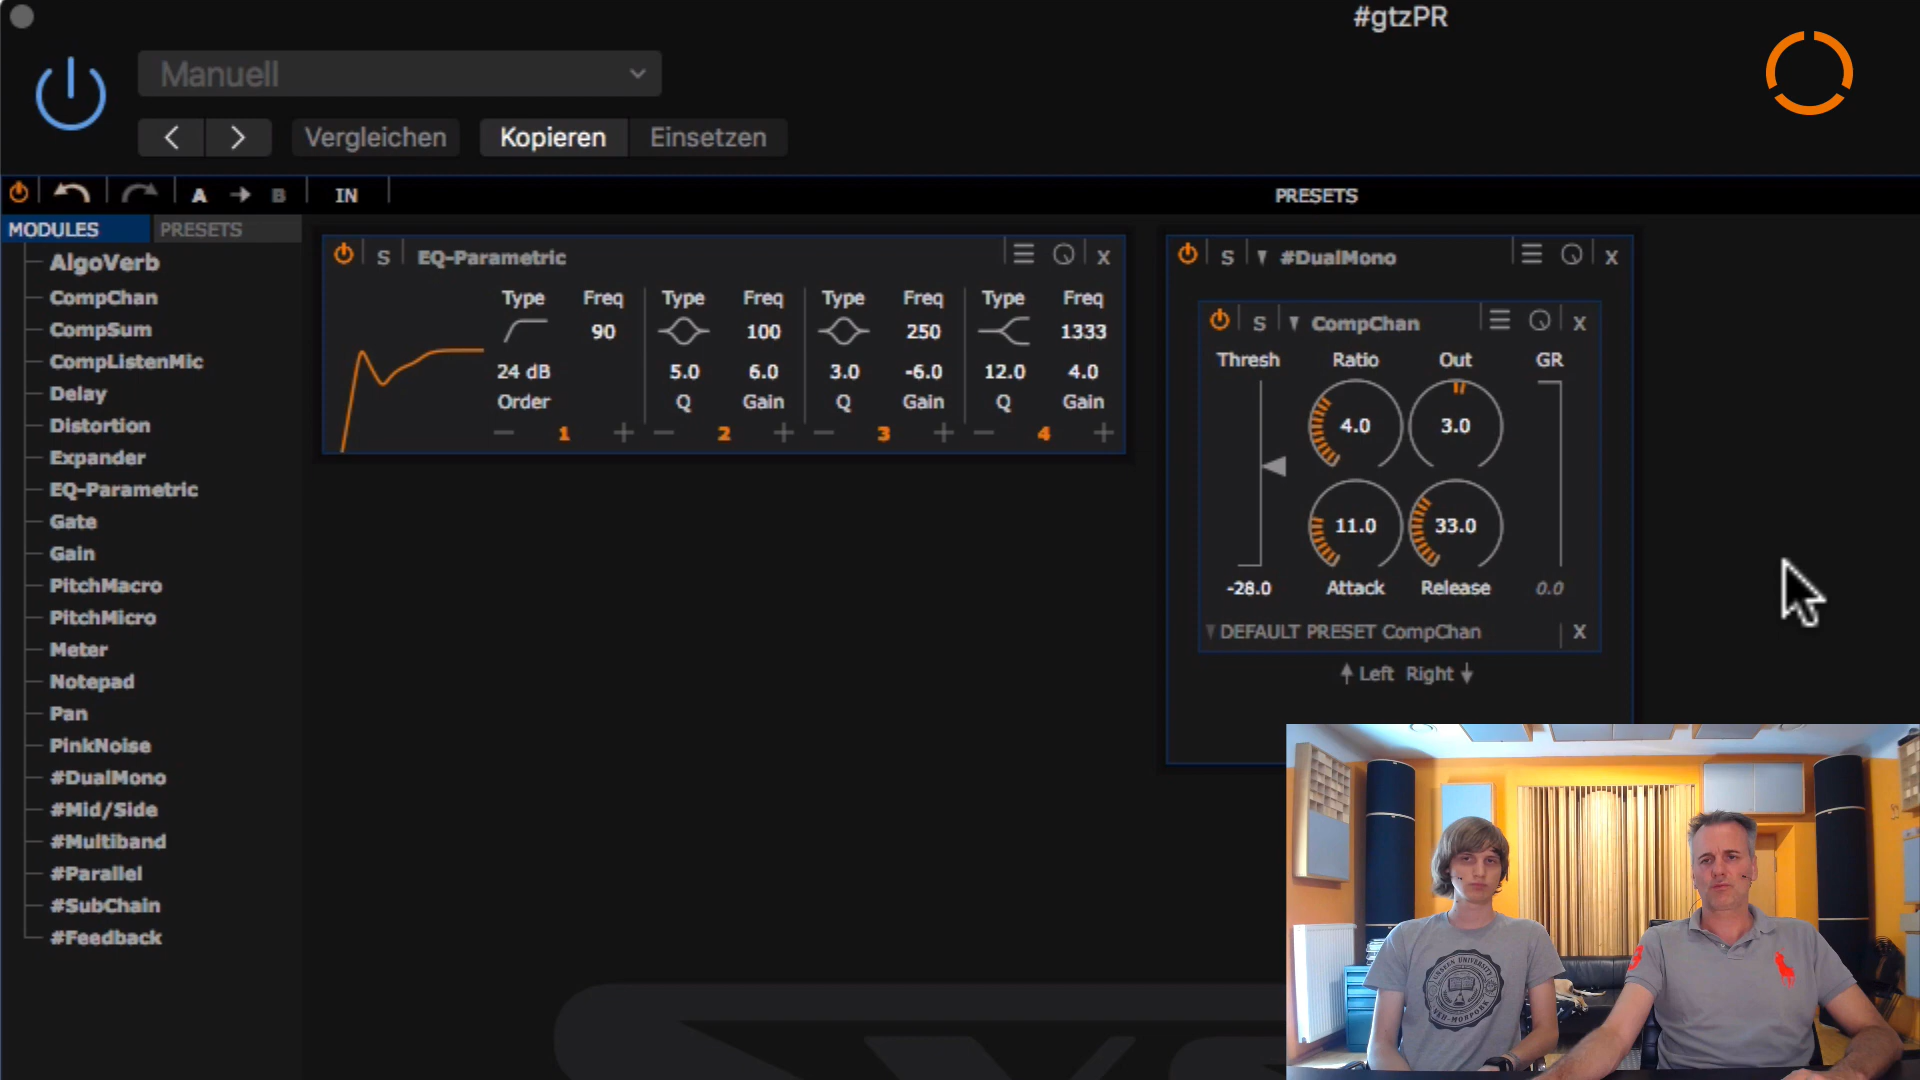 #gtzPR
Manuell
Vergleichen Kopieren Einsetzen
A B IN PRESETS
MODULES PRESETS
AlgoVerb
CompChan
CompSum
CompListenMic
Delay
Distortion
Expander
EQ-Parametric
Gate
Gain
PitchMacro
PitchMicro
Meter
Notepad
Pan
PinkNoise
#DualMono
#Mid/Side
#Multiband
#Parallel
#SubChain
#Feedback
S EQ-Parametric X
Type Freq Type Freq Type Freq Type Freq
90 100 250 1333
24 dB 5.0 6.0 3.0 -6.0 12.0 4.0
Order Q Gain Q Gain Q Gain
− 1 + − 2 + − 3 + − 4 +
S #DualMono X
S CompChan X
Thresh Ratio Out GR
4.0 3.0
11.0 33.0
-28.0 Attack Release 0.0
DEFAULT PRESET CompChan X
Left Right
UNSEEN UNIVERSITY
ANKH-MORPORK